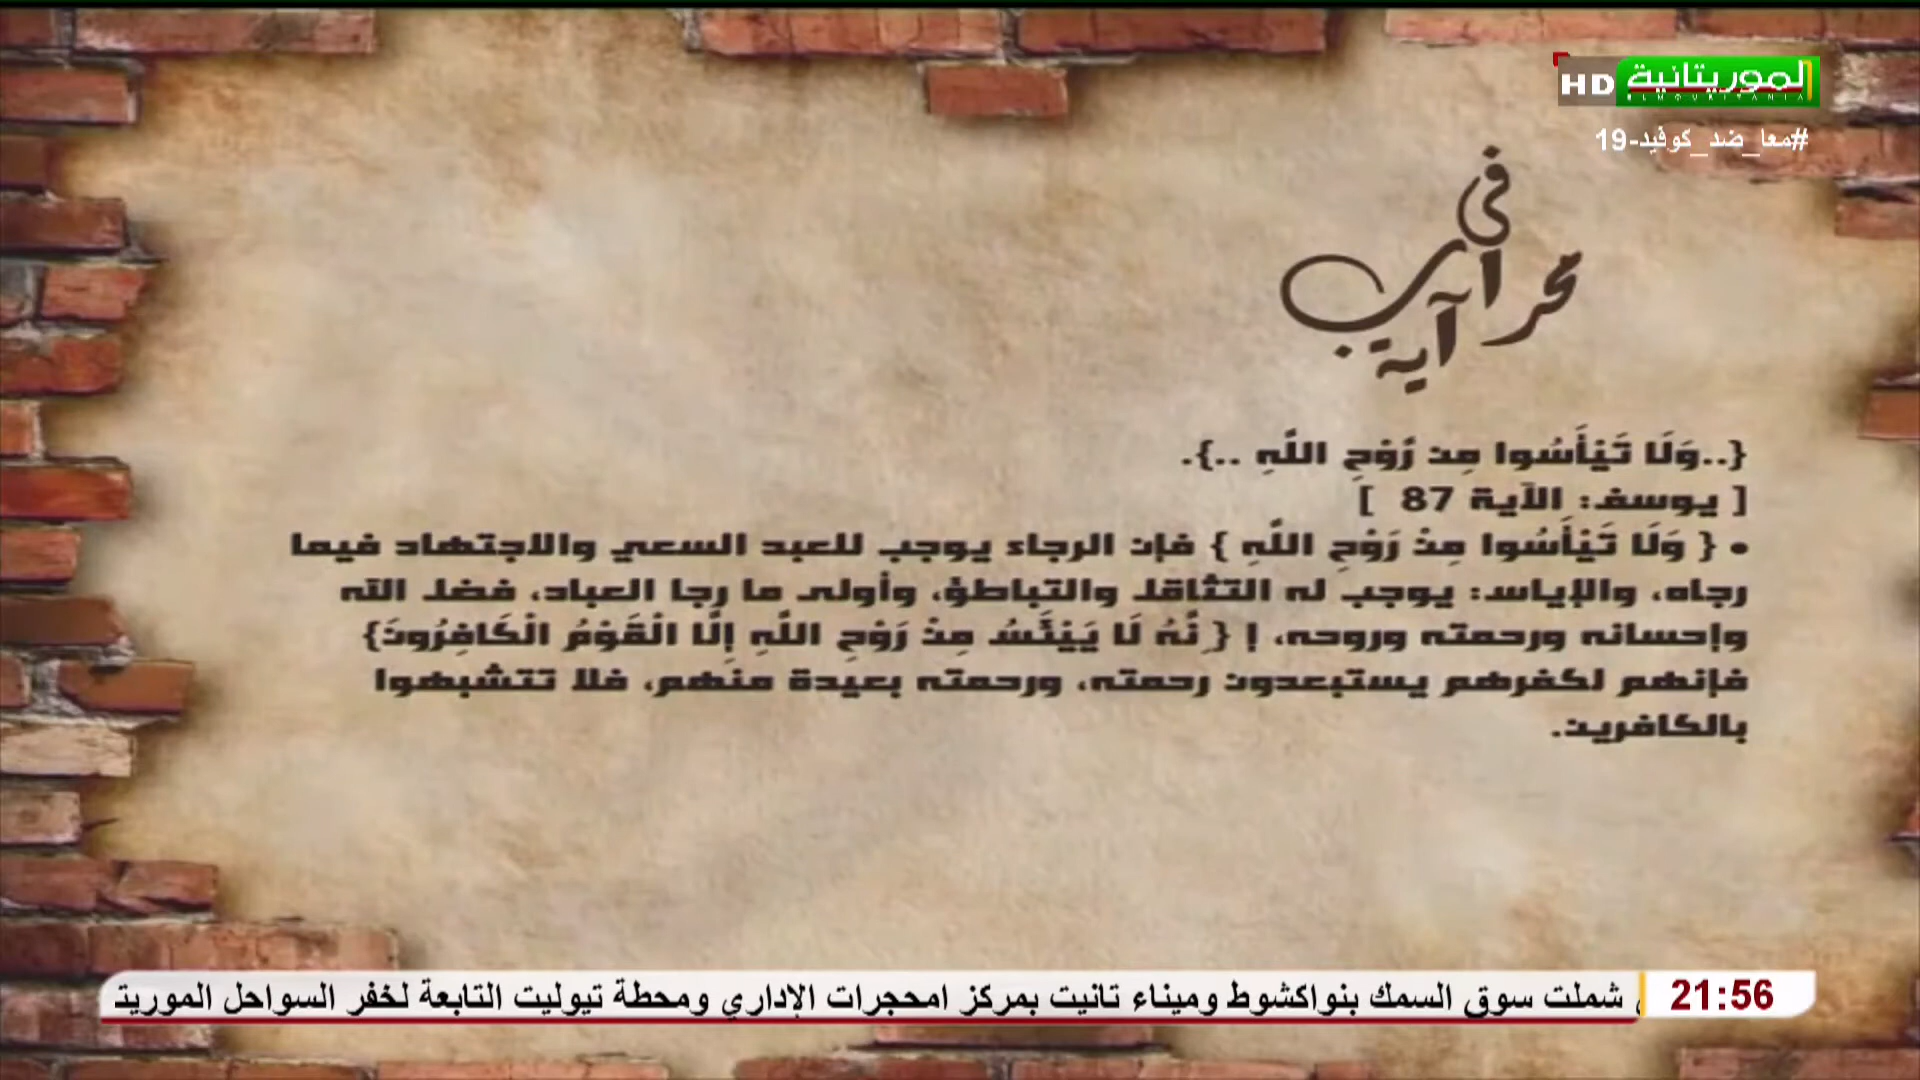 HD الموريتانية
ELMOURITANIA
#معا_ضد_كوفيد-19
في
محراب
آية
{..وَلَا تَيْأَسُوا مِن رَّوْحِ اللَّهِ ..}.
[ يوسف: الآية 87 ]
• { وَلَا تَيْأَسُوا مِنْ رَوْحِ اللَّهِ } فإن الرجاء يوجب للعبد السعي والاجتهاد فيما
رجاه، والإياس: يوجب له التثاقل والتباطؤ، وأولى ما رجا العباد، فضل الله
وإحسانه ورحمته وروحه، إ { ِنَّهُ لَا يَيْئَسُ مِنْ رَوْحِ اللَّهِ إِلَّا الْقَوْمُ الْكَافِرُونَ}
فإنهم لكفرهم يستبعدون رحمته، ورحمته بعيدة منهم، فلا تتشبهوا
بالكافرين.
21:56
شملت سوق السمك بنواكشوط وميناء تانيت بمركز امحجرات الإداري ومحطة تيوليت التابعة لخفر السواحل الموريتـ